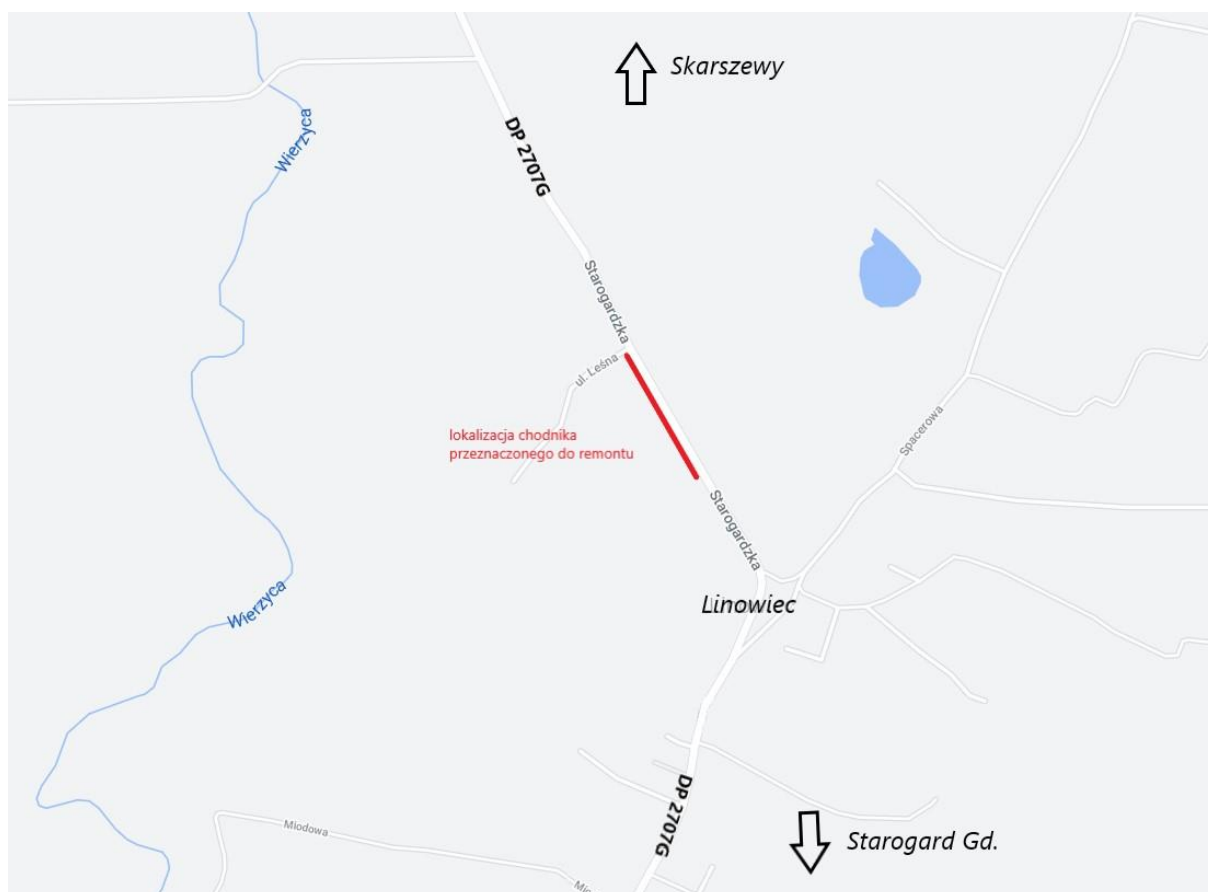 Skarszewy
Wierzyca
DP 2707G
Starogardzka
ul. Leśna
lokalizacja chodnika
przeznaczonego do remontu
Spacerowa
Starogardzka
Wierzyca
Linowiec
DP 2707G
Miodowa
Starogard Gd.